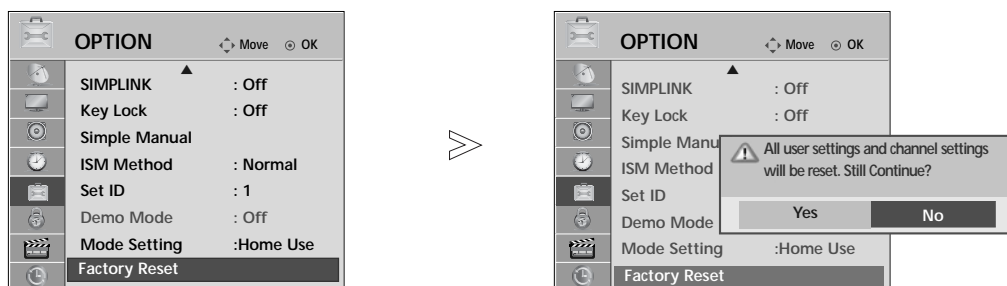 OPTION Move OK
SIMPLINK : Off
Key Lock : Off
Simple Manual
ISM Method : Normal
Set ID : 1
Demo Mode : Off
Mode Setting :Home Use
Factory Reset
OPTION Move OK
SIMPLINK : Off
Key Lock : Off
Simple Manu
ISM Method
Set ID
Demo Mode
Mode Setting :Home Use
Factory Reset
All user settings and channel settings
will be reset. Still Continue?
Yes No